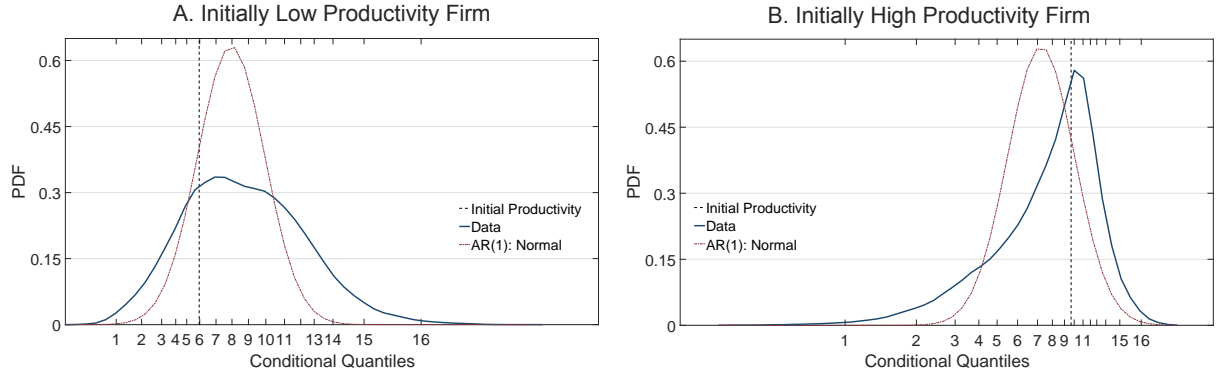 A. Initially Low Productivity Firm
0.6
0.45
PDF
0.3
0.15
0
Initial Productivity
Data
AR(1): Normal
1 2 3 4 5 6 7 8 9 10 11 13 14 15 16
Conditional Quantiles
B. Initially High Productivity Firm
0.6
0.45
PDF
0.3
0.15
0
Initial Productivity
Data
AR(1): Normal
1 2 3 4 5 6 7 8 9 11 15 16
Conditional Quantiles